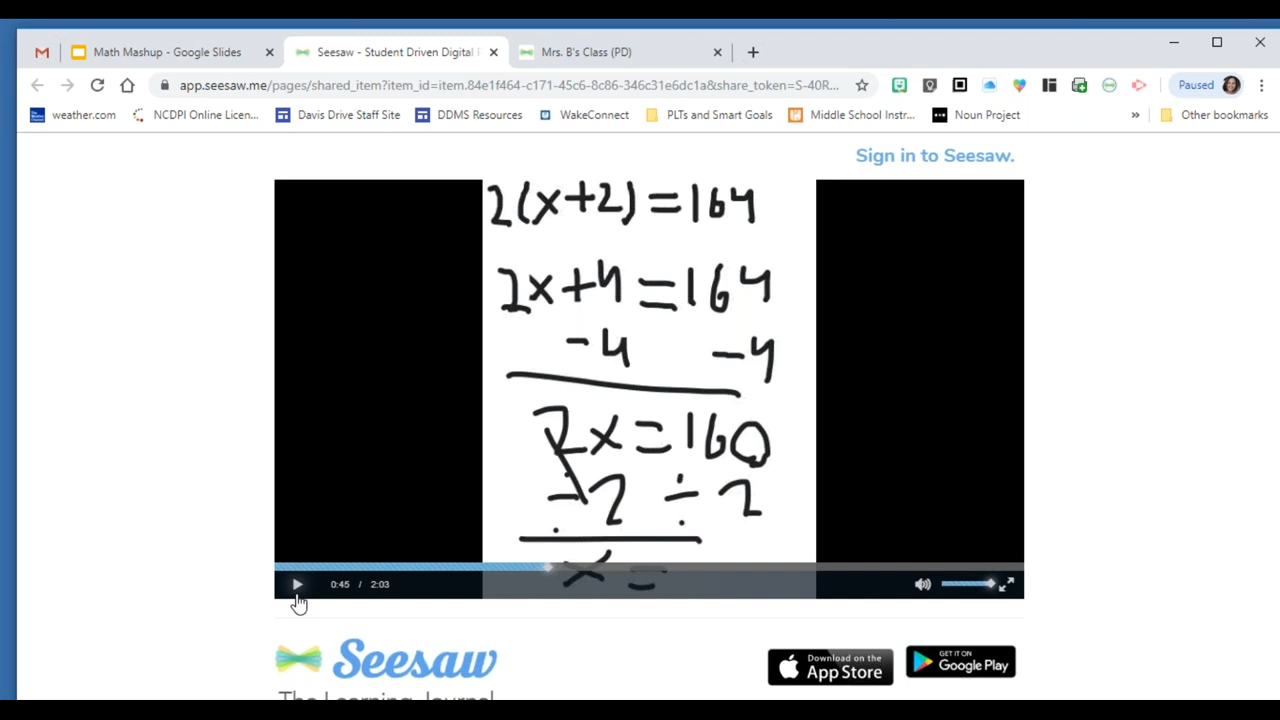 Math Mashup - Google Slides
Seesaw - Student Driven Digital
Mrs. B's Class (PD)
app.seesaw.me/pages/shared_item?item_id=item.84e1f464-c171-45c6-8c86-346c31e6dc1a&share_token=S-40R...
Paused
weather.com
NCDPI Online Licen...
Davis Drive Staff Site
DDMS Resources
WakeConnect
PLTs and Smart Goals
Middle School Instr...
Noun Project
»
Other bookmarks
Sign in to Seesaw.
2(x+2)=164
2x+4=164
-4 -4
2x=160
÷2 ÷2
x=
0:45 / 2:03
Seesaw
Download on the
App Store
GET IT ON
Google Play
The Learning Journal